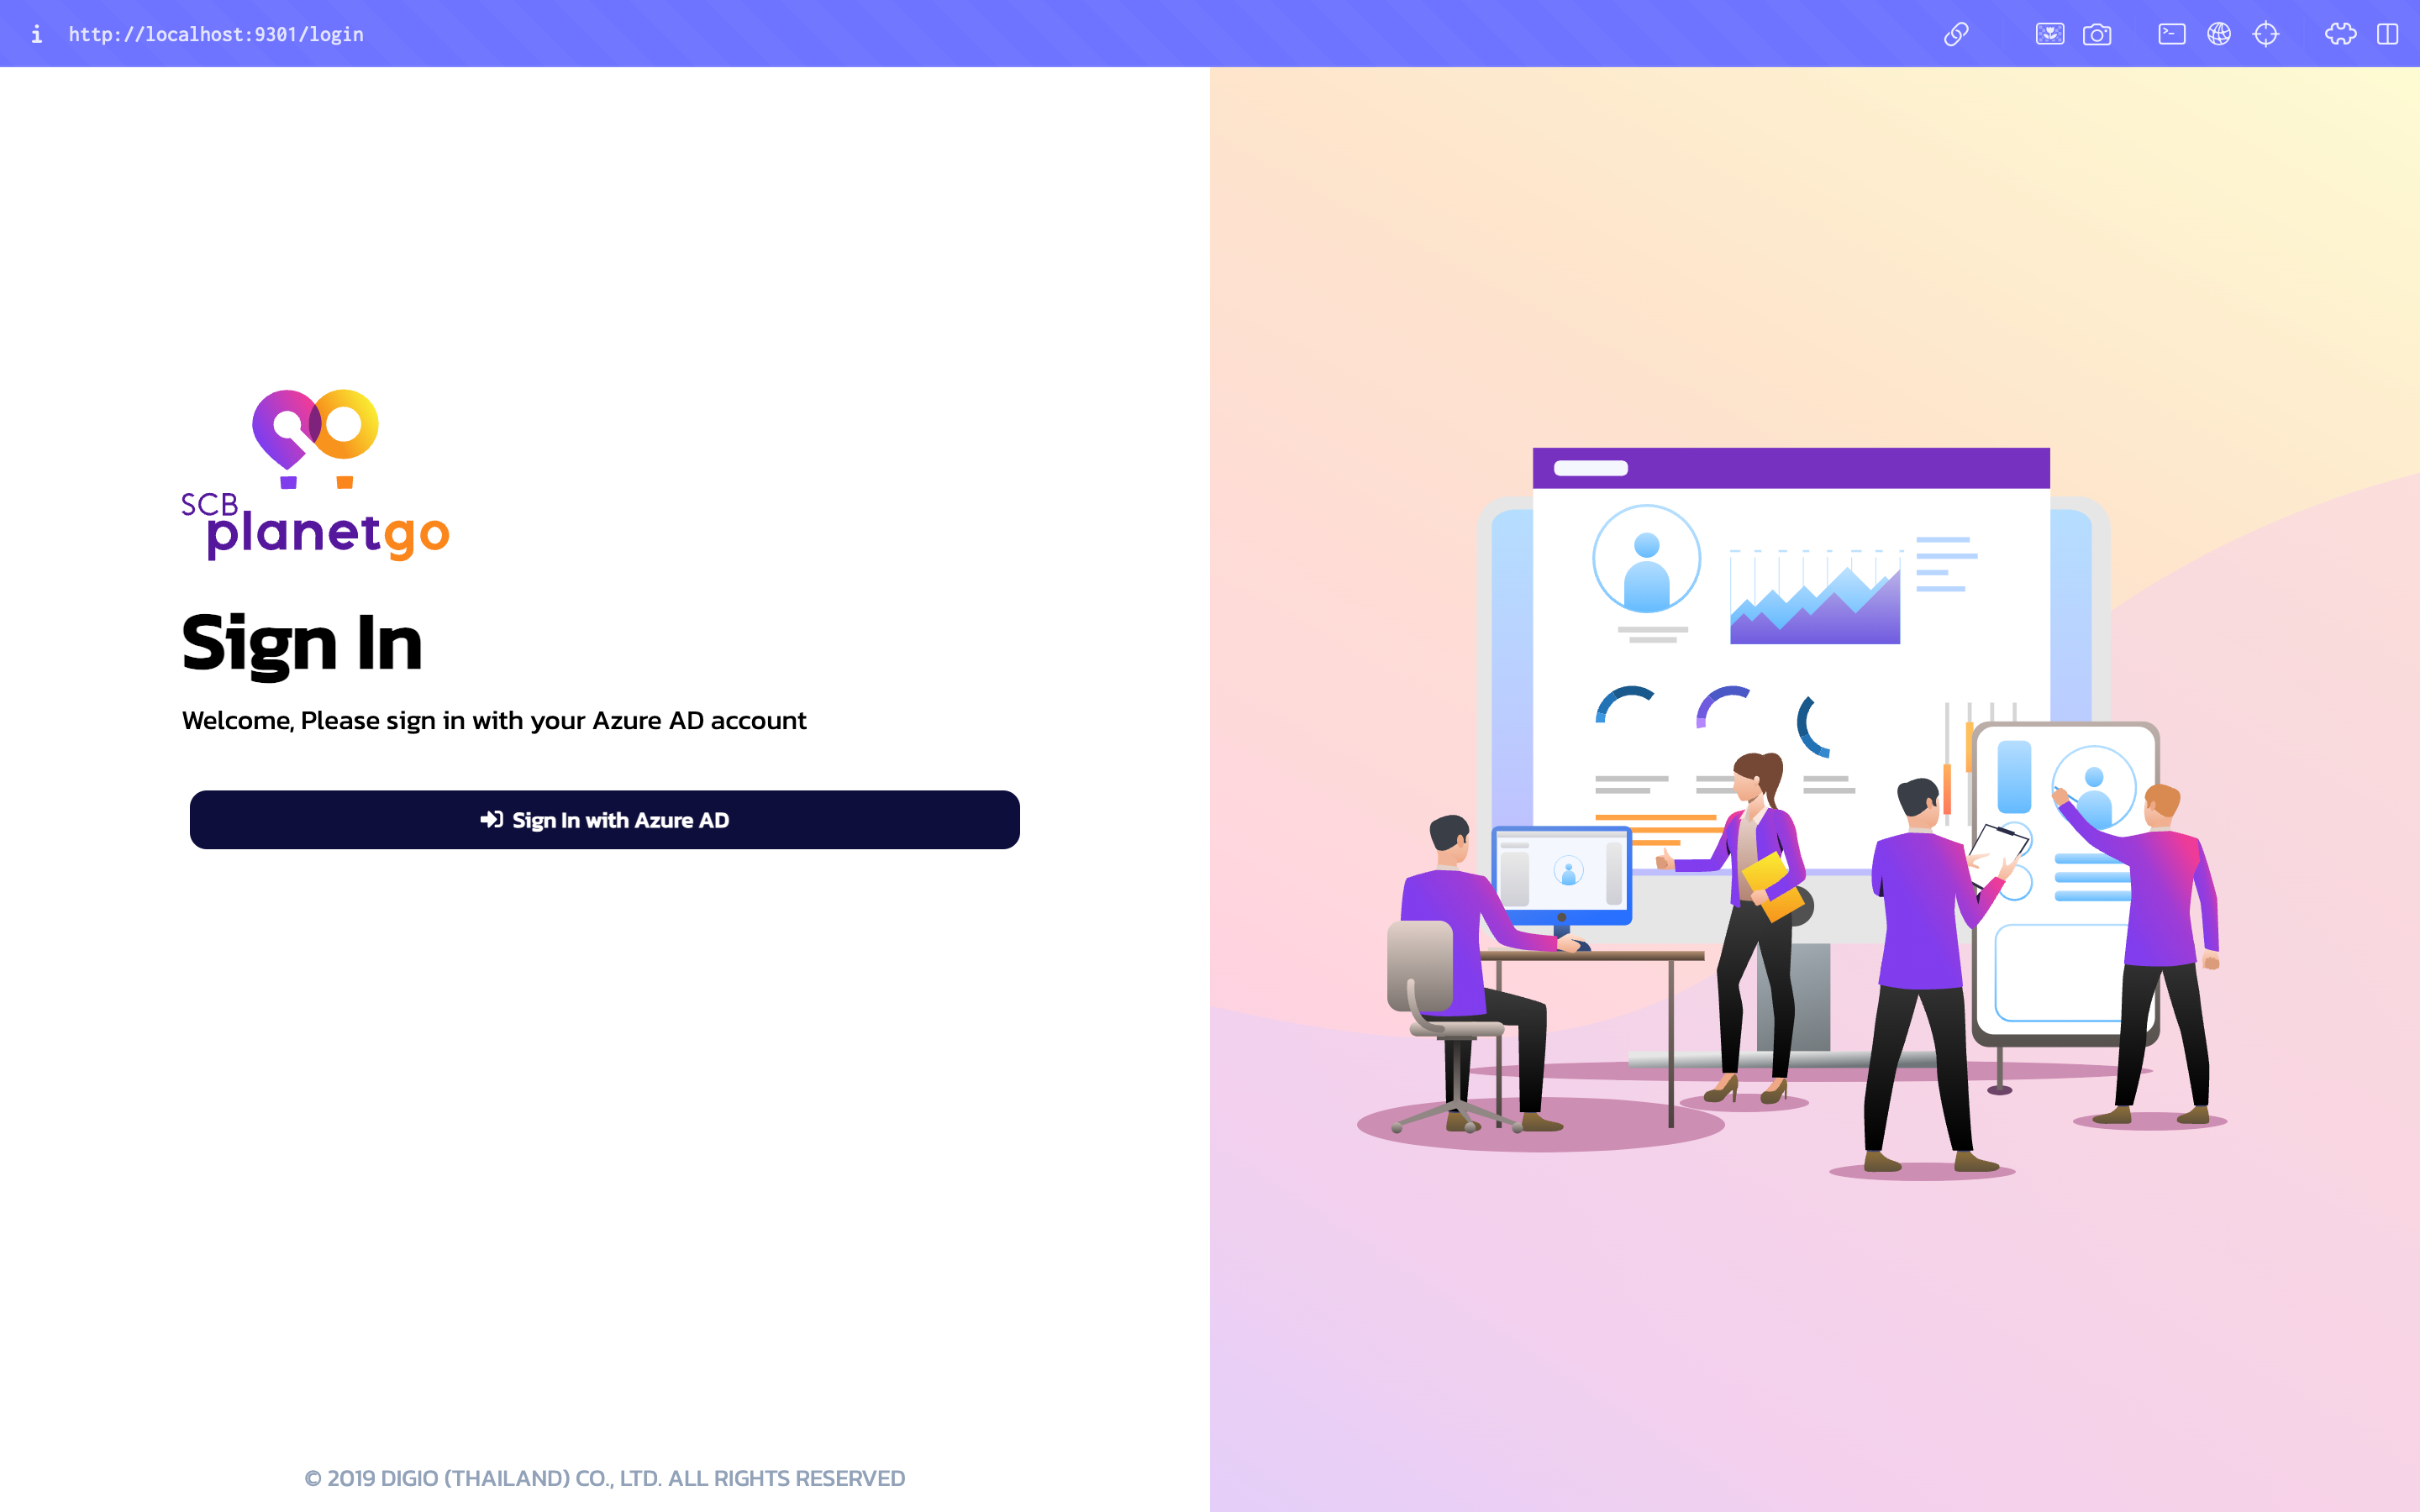 i http://localhost:9301/login
SCB
planetgo
Sign In
Welcome, Please sign in with your Azure AD account
Sign In with Azure AD
© 2019 DIGIO (THAILAND) CO., LTD. ALL RIGHTS RESERVED